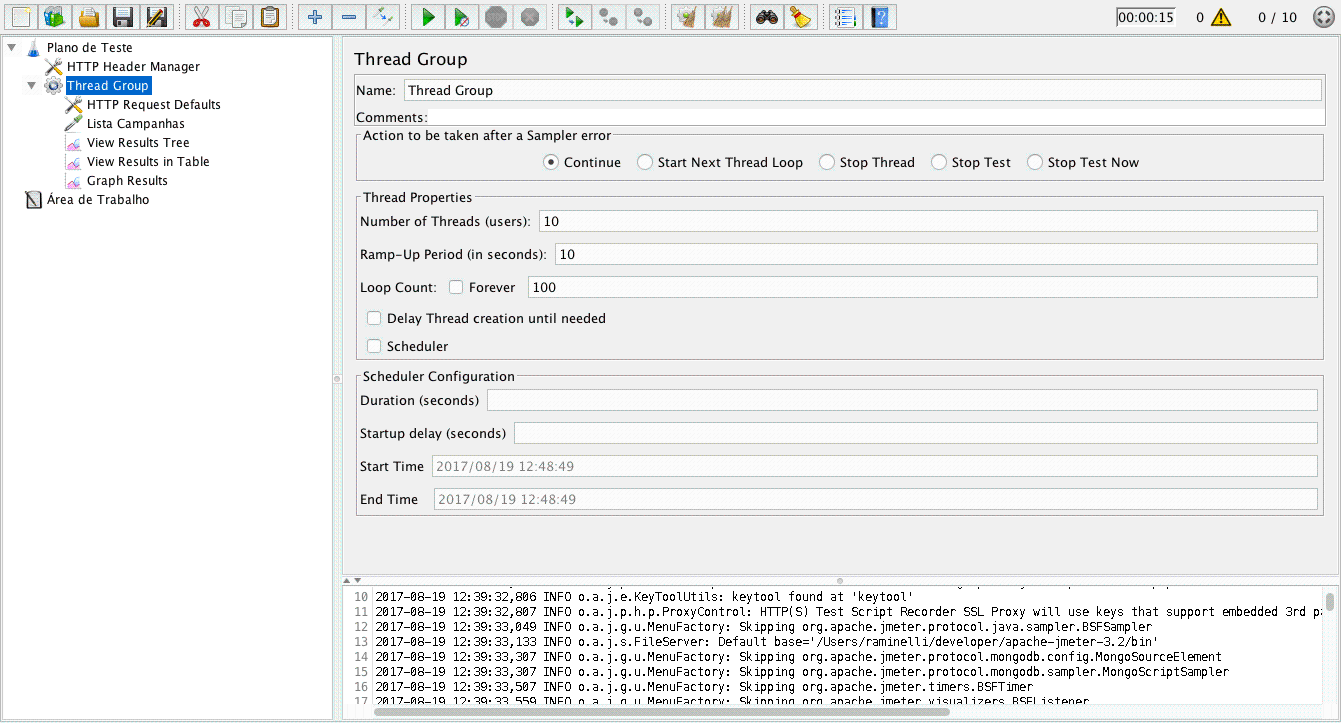 00:00:15 0 0 / 10
Plano de Teste
HTTP Header Manager
Thread Group
HTTP Request Defaults
Lista Campanhas
View Results Tree
View Results in Table
Graph Results
Área de Trabalho
Thread Group
Name: Thread Group
Comments:
Action to be taken after a Sampler error
Continue Start Next Thread Loop Stop Thread Stop Test Stop Test Now
Thread Properties
Number of Threads (users): 10
Ramp-Up Period (in seconds): 10
Loop Count: Forever 100
Delay Thread creation until needed
Scheduler
Scheduler Configuration
Duration (seconds)
Startup delay (seconds)
Start Time 2017/08/19 12:48:49
End Time 2017/08/19 12:48:49
10 2017-08-19 12:39:32,806 INFO o.a.j.e.KeyToolUtils: keytool found at 'keytool'
11 2017-08-19 12:39:32,807 INFO o.a.j.p.h.p.ProxyControl: HTTP(S) Test Script Recorder SSL Proxy will use keys that support embedded 3rd p
12 2017-08-19 12:39:33,049 INFO o.a.j.g.u.MenuFactory: Skipping org.apache.jmeter.protocol.java.sampler.BSFSampler
13 2017-08-19 12:39:33,133 INFO o.a.j.s.FileServer: Default base='/Users/raminelli/developer/apache-jmeter-3.2/bin'
14 2017-08-19 12:39:33,307 INFO o.a.j.g.u.MenuFactory: Skipping org.apache.jmeter.protocol.mongodb.config.MongoSourceElement
15 2017-08-19 12:39:33,307 INFO o.a.j.g.u.MenuFactory: Skipping org.apache.jmeter.protocol.mongodb.sampler.MongoScriptSampler
16 2017-08-19 12:39:33,507 INFO o.a.j.g.u.MenuFactory: Skipping org.apache.jmeter.timers.BSFTimer
17 2017-08-19 12:39:33,559 INFO o.a.j.g.u.MenuFactory: Skipping org.apache.jmeter.visualizers.BSFListener